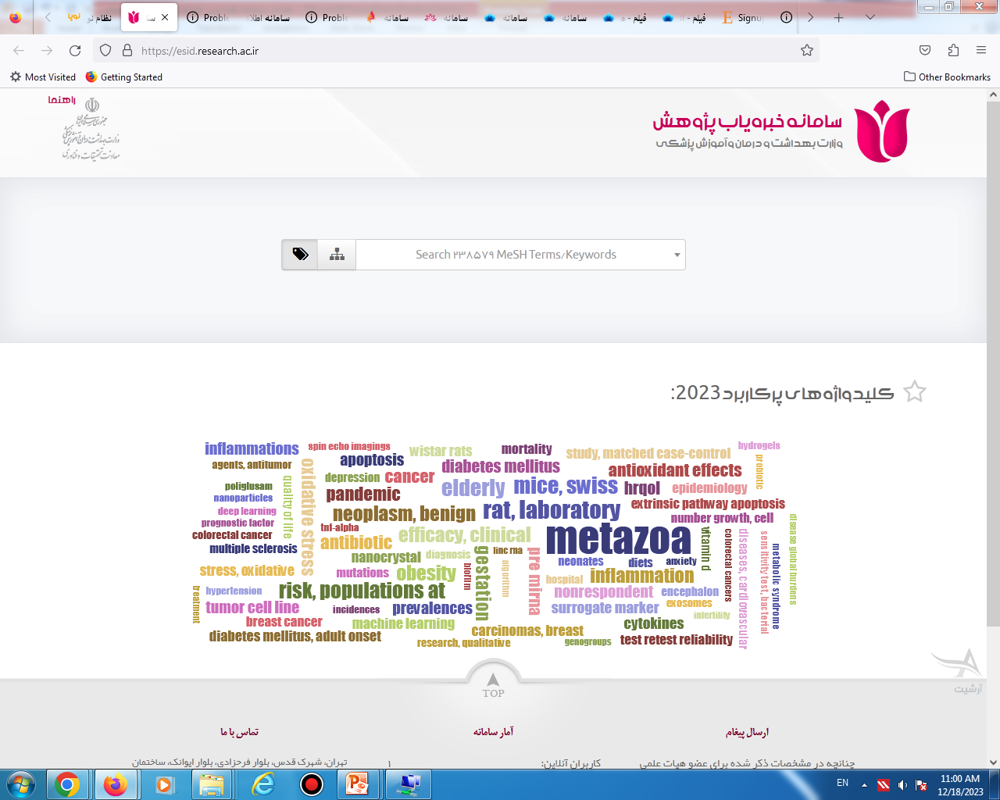 نظام نو
سا
Problem
سامانه اطلا
Problem
سامانه
سامانه
سامانه
سامانه
فیلم - م
فیلم - ا
Signup
https://esid.research.ac.ir
Most Visited
Getting Started
Other Bookmarks
راهنما
سامانه خبره‌یاب پژوهش
وزارت بهداشت و درمان و آموزش پزشکی
Search ۲۳۸۵۷۹ MeSH Terms/Keywords
کلیدواژه‌های پرکاربرد 2023:
inflammations
spin echo imagings
apoptosis
wistar rats
mortality
study, matched case-control
hydrogels
agents, antitumor
oxidative stress
depression
cancer
diabetes mellitus
antioxidant effects
probiotic
poliglusam
quality of life
pandemic
elderly
mice, swiss
hrqol
epidemiology
nanoparticles
deep learning
neoplasm, benign
rat, laboratory
extrinsic pathway apoptosis
prognostic factor
number growth, cell
disease global burdens
colorectal cancer
tnf-alpha
efficacy, clinical
metazoa
vitamin d
colorectal cancers
diseases, cardiovascular
sensitivity test, bacterial
metabolic syndrome
multiple sclerosis
antibiotic
nanocrystal
diagnosis
gestation
linc rna
pre mirna
neonates
diets
anxiety
stress, oxidative
mutations
obesity
biofilm
algorithm
hospital
inflammation
treatment
hypertension
risk, populations at
nonrespondent
encephalon
tumor cell line
incidences
prevalences
surrogate marker
exosomes
infertility
breast cancer
machine learning
carcinomas, breast
cytokines
diabetes mellitus, adult onset
research, qualitative
genogroups
test retest reliability
آرشیت
TOP
ارسال پیغام
آمار سامانه
تماس با ما
چنانچه در مشخصات ذکر شده برای عضو هیات علمی
کاربران آنلاین:
۱
تهران، شهرک قدس، بلوار فرحزادی، بلوار ایوانک، ساختمان
EN
11:00 AM
12/18/2023